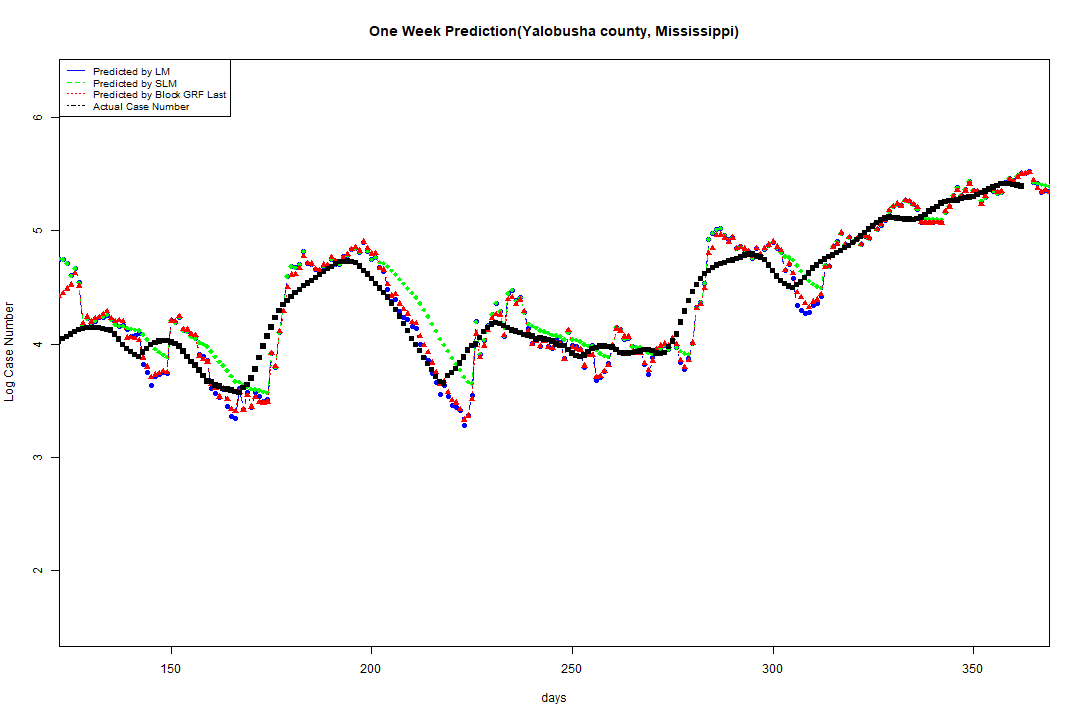 One Week Prediction(Yalobusha county, Mississippi)
Predicted by LM
Predicted by SLM
Predicted by Block GRF Last
Actual Case Number
6
5
4
3
2
Log Case Number
150 200 250 300 350
days